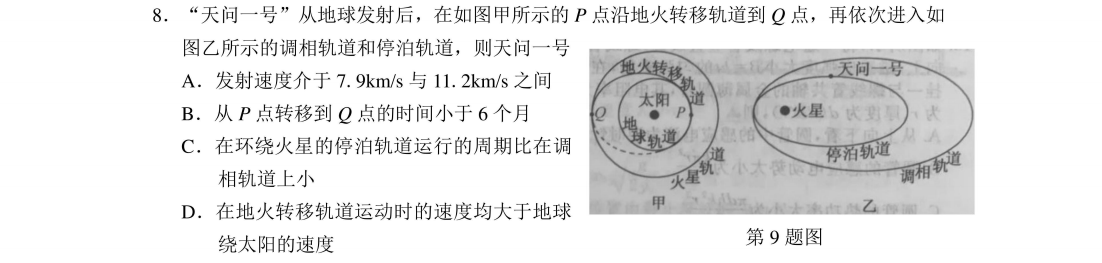 8．“天问一号”从地球发射后，在如图甲所示的 P 点沿地火转移轨道到 Q 点，再依次进入如
图乙所示的调相轨道和停泊轨道，则天问一号
A．发射速度介于 7. 9km/s 与 11. 2km/s 之间
B．从 P 点转移到 Q 点的时间小于 6 个月
C．在环绕火星的停泊轨道运行的周期比在调
相轨道上小
D．在地火转移轨道运动时的速度均大于地球
绕太阳的速度
地火转移轨道
太阳
Q
P
地球轨道
火星轨道
甲
天问一号
火星
停泊轨道
调相轨道
乙
第 9 题图